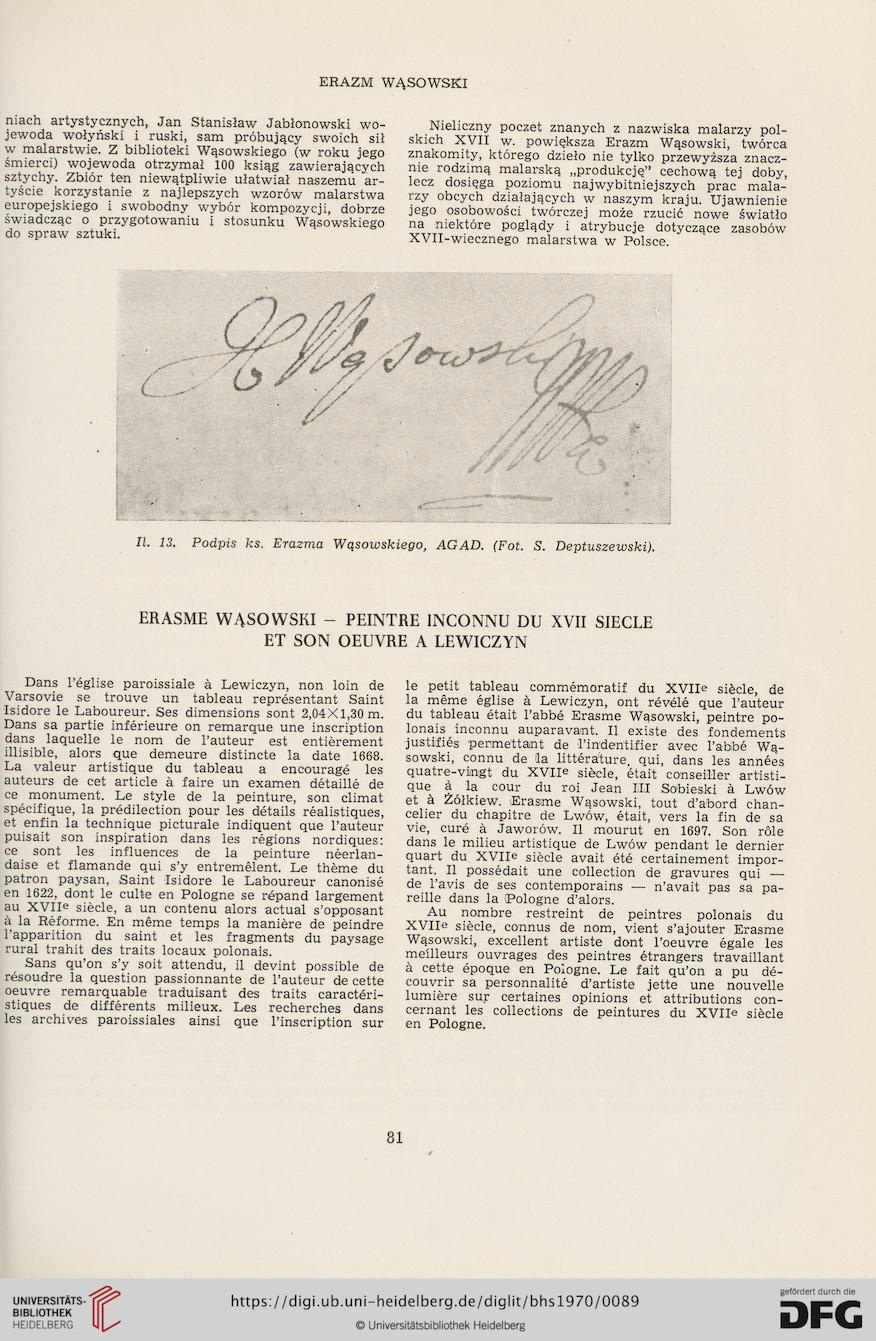 ERAZM WĄSOWSKI
niach artystycznych, Jan Stanisław Jabłonowski wo-
jewoda wołyński i ruski, sam próbujący swoich sił
w malarstwie. Z biblioteki Wąsowskiego (w roku jego
śmierci) wojewoda otrzymał 100 ksiąg zawierających
sztychy. Zbiór ten niewątpliwie ułatwiał naszemu ar-
tyście korzystanie z najlepszych wzorów malarstwa
europejskiego i swobodny wybór kompozycji, dobrze
świadcząc o przygotowaniu i stosunku Wąsowskiego
do spraw sztuki.
Nieliczny poczet znanych z nazwiska malarzy pol-
skich XVII w. powiększa Erazm Wąsowski, twórca
znakomity, którego dzieło nie tylko przewyższa znacz-
nie rodzimą malarską „produkcję” cechową tej doby,
lecz dosięga poziomu najwybitniejszych prac mala-
rzy obcych działających w naszym kraju. Ujawnienie
jego osobowości twórczej może rzucić nowe światło
na niektóre poglądy i atrybucje dotyczące zasobów
XVII-wiecznego malarstwa w Polsce.
Wąsowski
Il. 13. Podpis ks. Erazma Wąsowskiego, AGAD. (Fot. S. Deptuszewski).
ERASME WĄSOWSKI — PEINTRE INCONNU DU XVII SIECLE
ET SON OEUVRE A LEWICZYN
Dans l’église paroissiale à Lewiczyn, non loin de
Varsovie se trouve un tableau représentant Saint
Isidore le Laboureur. Ses dimensions sont 2,04X1,30 m.
Dans sa partie inférieure on remarque une inscription
dans laquelle le nom de l’auteur est entièrement
illisible, alors que demeure distincte la date 1668.
La valeur artistique du tableau a encouragé les
auteurs de cet article à faire un examen détaillé de
ce monument. Le style de la peinture, son climat
spécifique, la prédilection pour les détails réalistiques,
et enfin la technique picturale indiquent que l’auteur
puisait son inspiration dans les régions nordiques:
ce sont les influences de la peinture néerlan-
daise et flamande qui s’y entremêlent. Le thème du
patron paysan, Saint Isidore le Laboureur canonisé
en 1622, dont le culte en Pologne se répand largement
au XVIIe siècle, a un contenu alors actual s’opposant
à la Réforme. En même temps la manière de peindre
l’apparition du saint et les fragments du paysage
rural trahit des traits locaux polonais.
Sans qu’on s’y soit attendu, il devint possible de
résoudre la question passionnante de l’auteur de cette
oeuvre remarquable traduisant des traits caractéri-
stiques de différents milieux. Les recherches dans
les archives paroissiales ainsi que l’inscription sur
le petit tableau commémoratif du XVIIe siècle, de
la même église à Lewiczyn, ont révélé que l’auteur
du tableau était l’abbé Erasme Wąsowski, peintre po-
lonais inconnu auparavant. Il existe des fondements
justifiés permettant de l’indentifier avec l’abbé Wą-
sowski, connu de la littérature, qui, dans les années
quatre-vingt du XVIIe siècle, était conseiller artisti-
que à la cour du roi Jean III Sobieski à Lwów
et à Żółkiew. Erasme Wąsowski, tout d’abord chan-
celier du chapitre de Lwów, était, vers la fin de sa
vie, curé à Jaworów. Il mourut en 1697. Son rôle
dans le milieu artistique de Lwów pendant le dernier
quart du XVIIe siècle avait été certainement impor-
tant. Il possédait une collection de gravures qui —
de l’avis de ses contemporains — n’avait pas sa pa-
reille dans la Pologne d’alors.
Au nombre restreint de peintres polonais du
XVIIe siècle, connus de nom, vient s’ajouter Erasme
Wąsowski, excellent artiste dont l’oeuvre égale les
meilleurs ouvrages des peintres étrangers travaillant
à cette époque en Pologne. Le fait qu’on a pu dé-
couvrir sa personnalité d’artiste jette une nouvelle
lumière sur certaines opinions et attributions con-
cernant les collections de peintures du XVIIe siècle
en Pologne.
81
UNIVERSITÄTS-
BIBLIOTHEK
HEIDELBERG
https://digi.ub.uni-heidelberg.de/diglit/bhs1970/0089
© Universitätsbibliothek Heidelberg
gefördert durch die
DFG